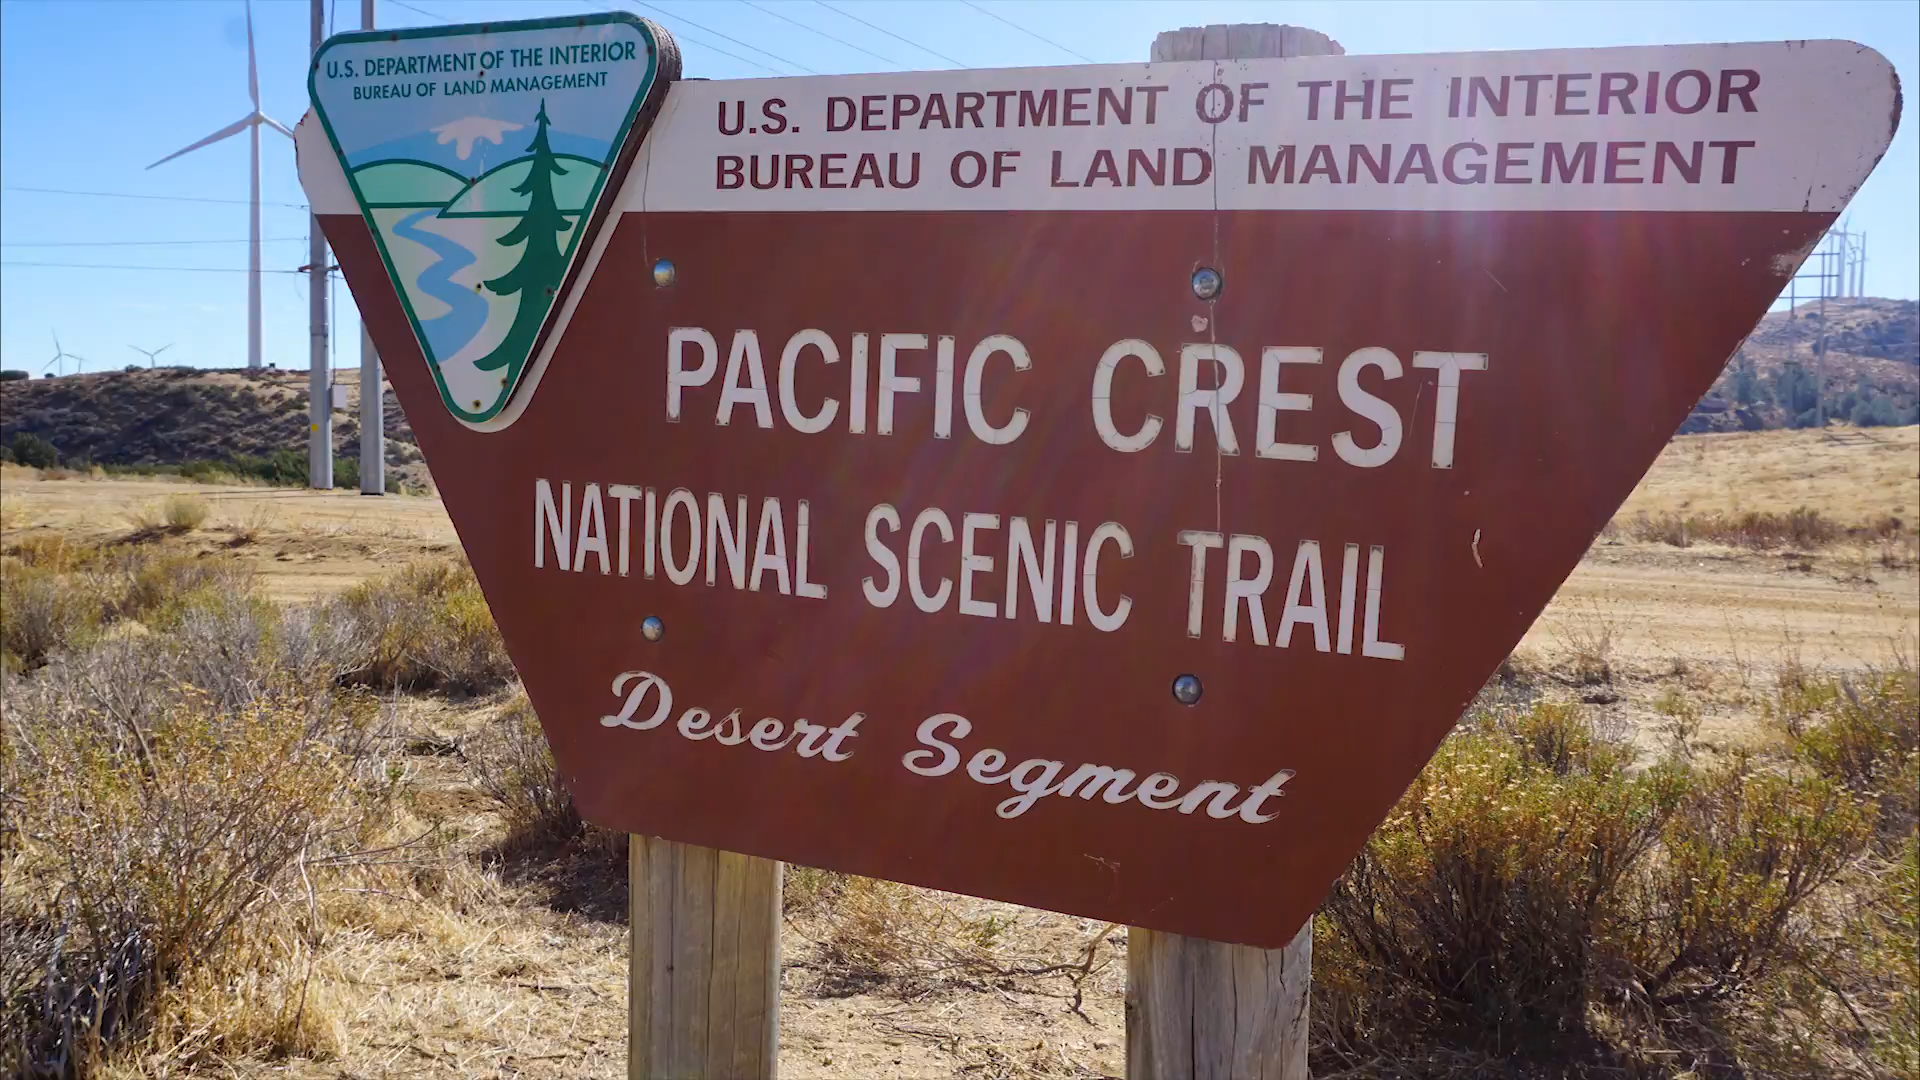 U.S. DEPARTMENT OF THE INTERIOR
BUREAU OF LAND MANAGEMENT
U.S. DEPARTMENT OF THE INTERIOR
BUREAU OF LAND MANAGEMENT
PACIFIC CREST
NATIONAL SCENIC TRAIL
Desert Segment